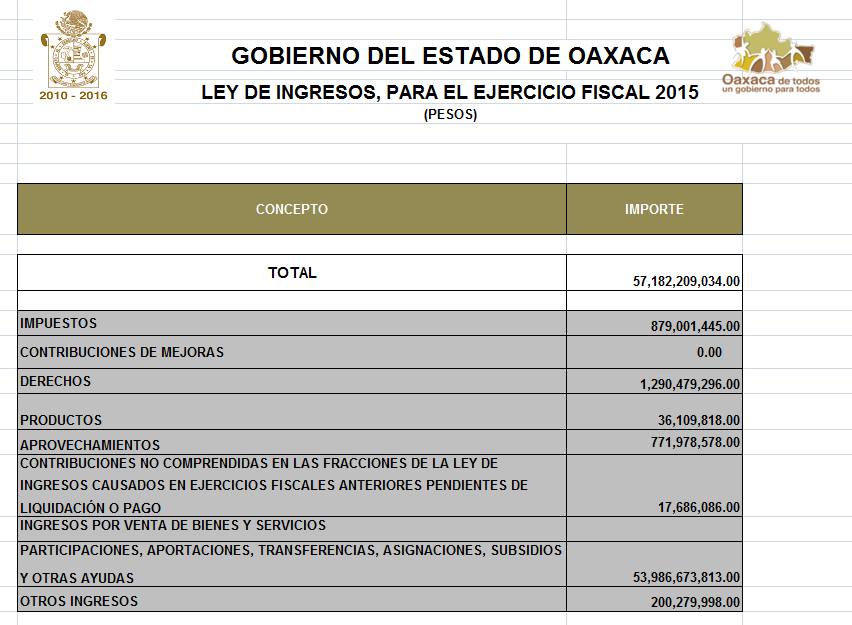 GOBIERNO DEL ESTADO DE OAXACA
2010 - 2016
Oaxaca de todos
un gobierno para todos
LEY DE INGRESOS, PARA EL EJERCICIO FISCAL 2015
(PESOS)
CONCEPTO IMPORTE
TOTAL 57,182,209,034.00
IMPUESTOS 879,001,445.00
CONTRIBUCIONES DE MEJORAS 0.00
DERECHOS 1,290,479,296.00
PRODUCTOS 36,109,818.00
APROVECHAMIENTOS 771,978,578.00
CONTRIBUCIONES NO COMPRENDIDAS EN LAS FRACCIONES DE LA LEY DE
INGRESOS CAUSADOS EN EJERCICIOS FISCALES ANTERIORES PENDIENTES DE
LIQUIDACIÓN O PAGO 17,686,086.00
INGRESOS POR VENTA DE BIENES Y SERVICIOS
PARTICIPACIONES, APORTACIONES, TRANSFERENCIAS, ASIGNACIONES, SUBSIDIOS
Y OTRAS AYUDAS 53,986,673,813.00
OTROS INGRESOS 200,279,998.00